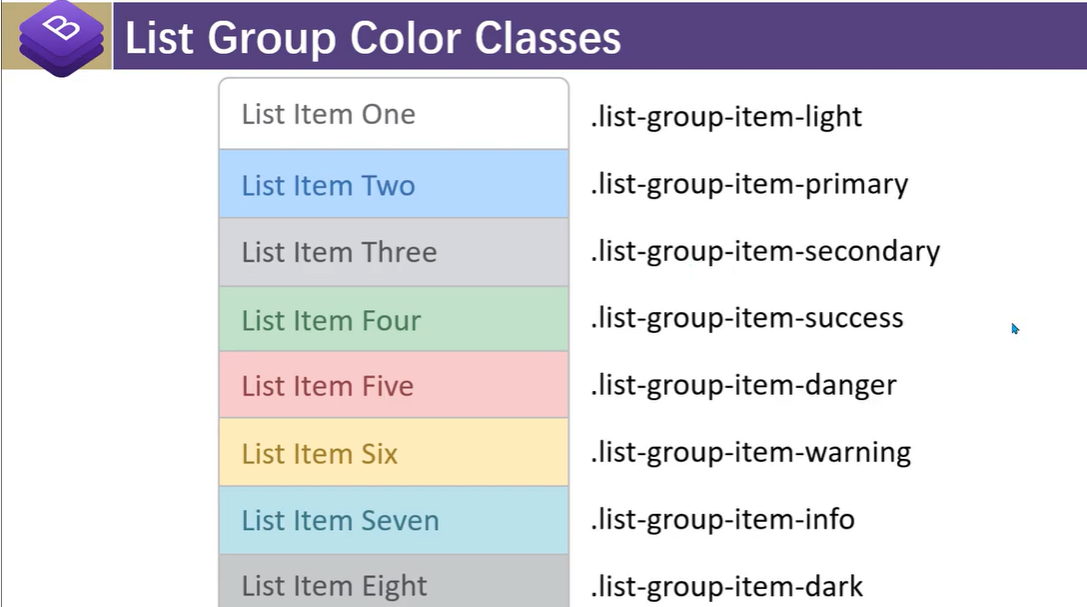 B
List Group Color Classes
List Item One .list-group-item-light
List Item Two .list-group-item-primary
List Item Three .list-group-item-secondary
List Item Four .list-group-item-success
List Item Five .list-group-item-danger
List Item Six .list-group-item-warning
List Item Seven .list-group-item-info
List Item Eight .list-group-item-dark